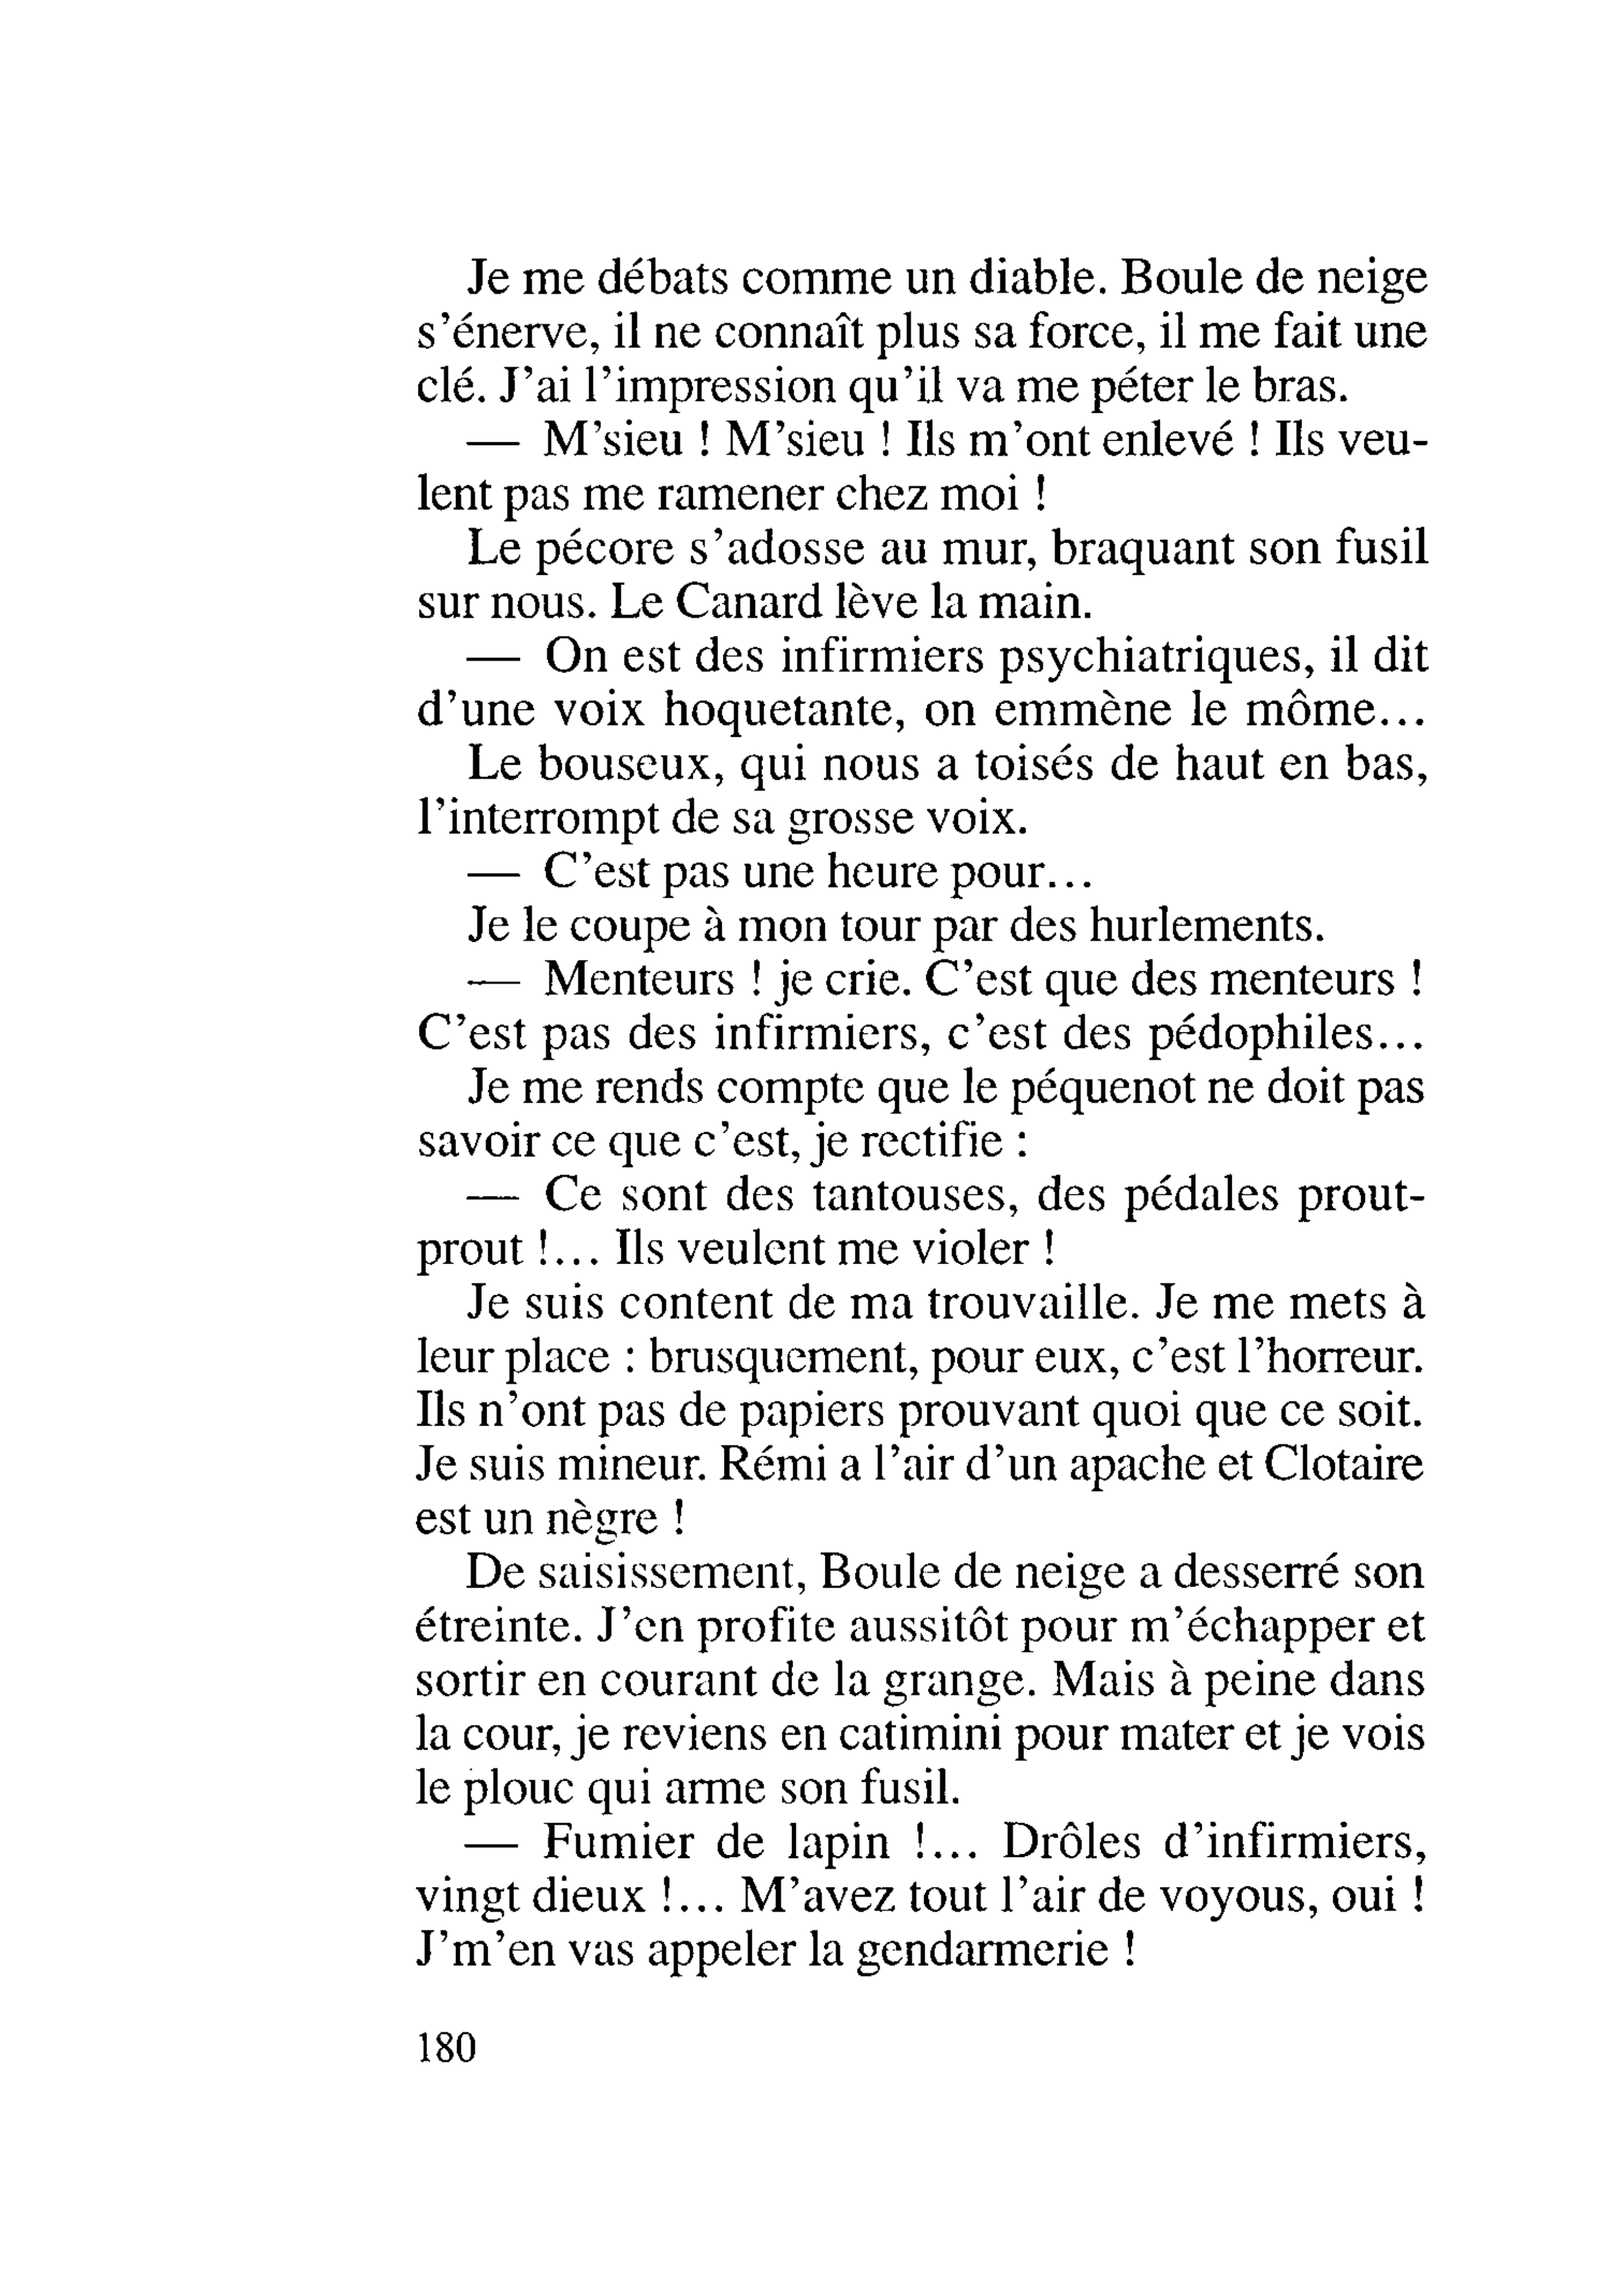 Je me débats comme un diable. Boule de neige
s'énerve, il ne connaît plus sa force, il me fait une
clé. J'ai l'impression qu'il va me péter le bras.
— M'sieu ! M'sieu ! Ils m'ont enlevé ! Ils veu-
lent pas me ramener chez moi !
Le pécore s'adosse au mur, braquant son fusil
sur nous. Le Canard lève la main.
— On est des infirmiers psychiatriques, il dit
d'une voix hoquetante, on emmène le môme...
Le bouseux, qui nous a toisés de haut en bas,
l'interrompt de sa grosse voix.
— C'est pas une heure pour...
Je le coupe à mon tour par des hurlements.
— Menteurs ! je crie. C'est que des menteurs !
C'est pas des infirmiers, c'est des pédophiles...
Je me rends compte que le péquenot ne doit pas
savoir ce que c'est, je rectifie :
— Ce sont des tantouses, des pédales prout-
prout !... Ils veulent me violer !
Je suis content de ma trouvaille. Je me mets à
leur place : brusquement, pour eux, c'est l'horreur.
Ils n'ont pas de papiers prouvant quoi que ce soit.
Je suis mineur. Rémi a l'air d'un apache et Clotaire
est un nègre !
De saisissement, Boule de neige a desserré son
étreinte. J'en profite aussitôt pour m'échapper et
sortir en courant de la grange. Mais à peine dans
la cour, je reviens en catimini pour mater et je vois
le plouc qui arme son fusil.
— Fumier de lapin !... Drôles d'infirmiers,
vingt dieux !... M'avez tout l'air de voyous, oui !
J'm'en vas appeler la gendarmerie !
180